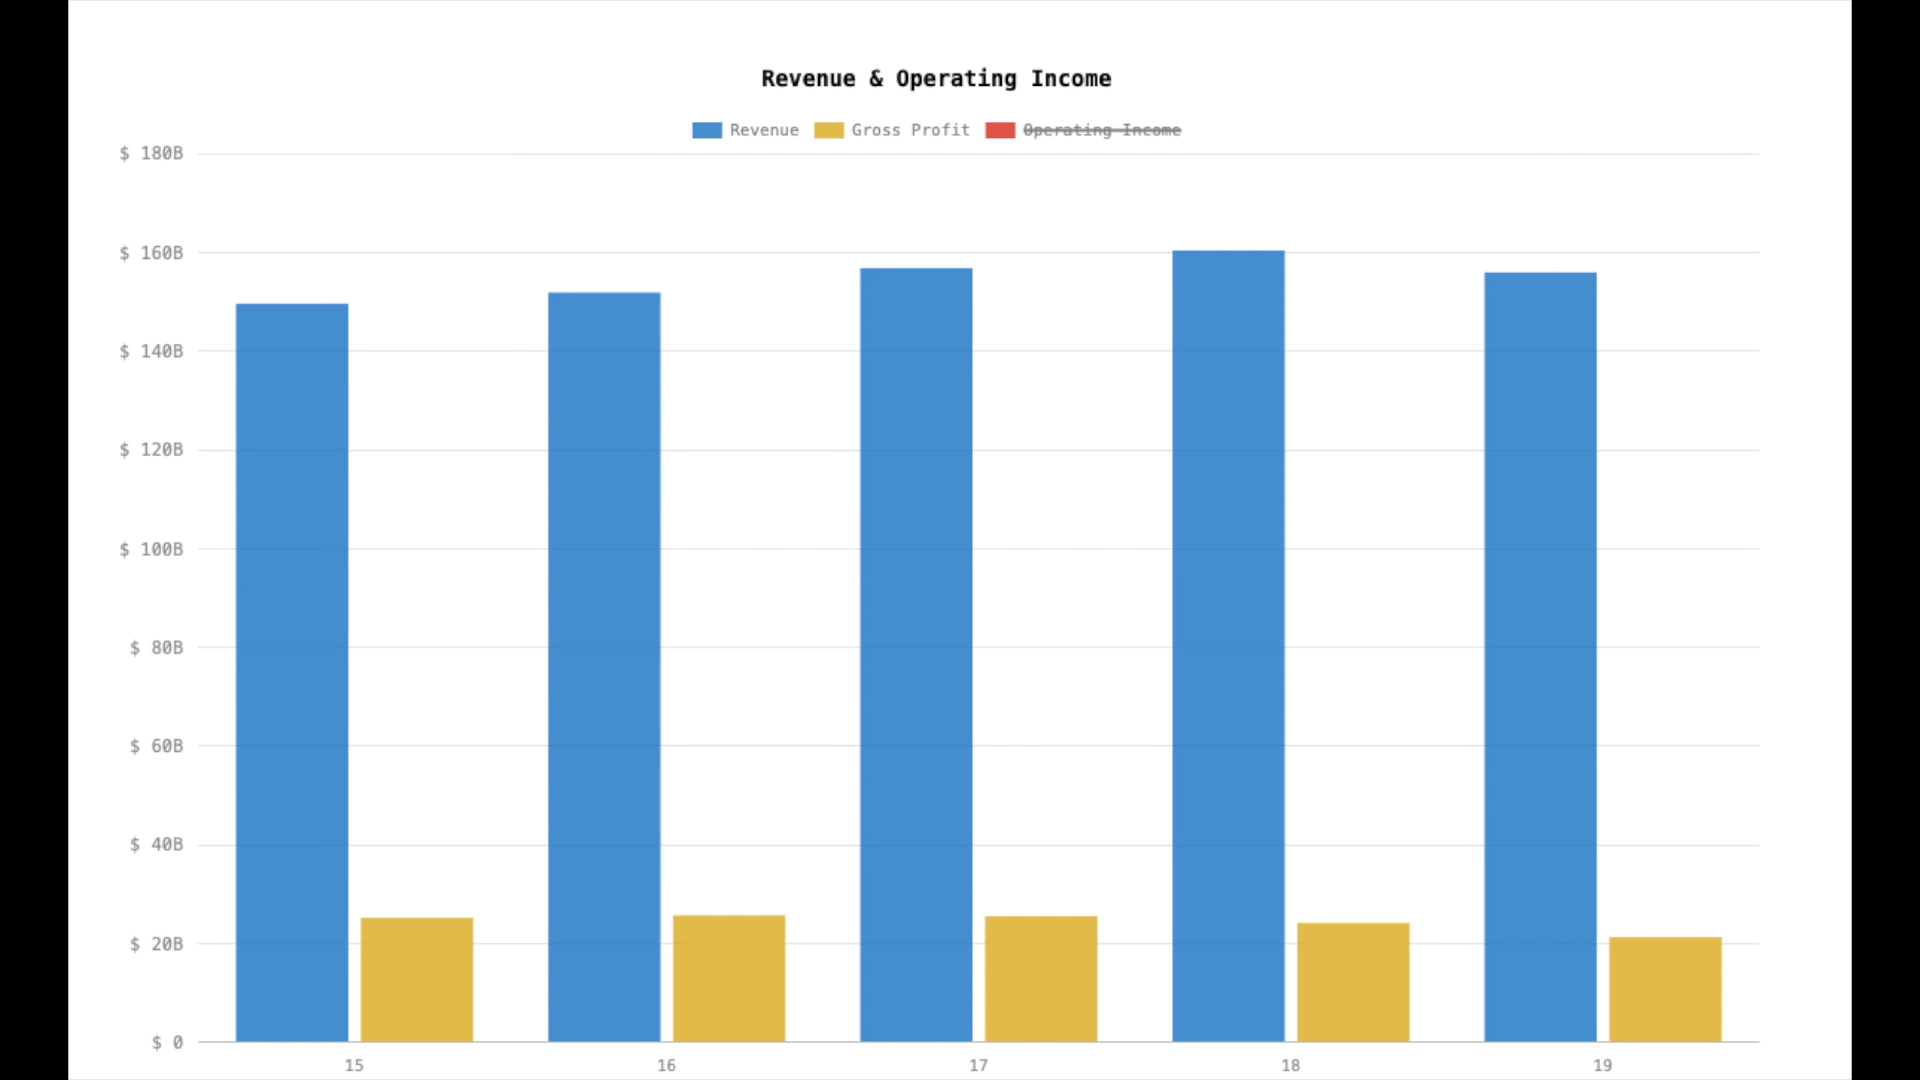 Revenue & Operating Income
Revenue Gross Profit Operating Income
$ 180B
$ 160B
$ 140B
$ 120B
$ 100B
$ 80B
$ 60B
$ 40B
$ 20B
$ 0
15 16 17 18 19